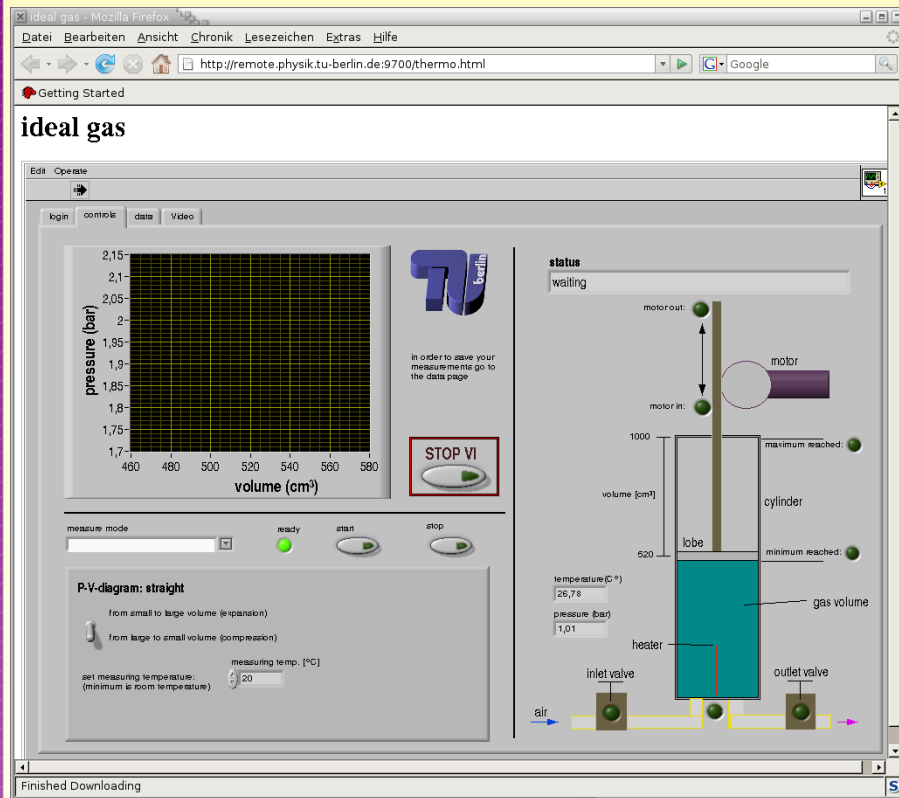 ideal gas - Mozilla Firefox
Datei Bearbeiten Ansicht Chronik Lesezeichen Extras Hilfe
http://remote.physik.tu-berlin.de:9700/thermo.html
G Google
Getting Started
ideal gas
Edit Operate
1
login controls data Video
2,15
2,1
2,05
2
1,95
1,9
1,85
1,8
1,75
1,7
pressure (bar)
460 480 500 520 540 560 580
volume (cm³)
berlin
in order to save your
measurements go to
the data page
STOP VI
measure mode
ready
start
stop
P-V-diagram: straight
from small to large volume (expansion)
from large to small volume (compression)
measuring temp. [°C]
set measuring temperature:
(minimum is room temperature)
20
status
waiting
motor out:
motor
motor in:
1000
maximum reached:
volume [cm³]
cylinder
lobe
520
minimum reached:
temperature(C°)
26,78
pressure (bar)
1,01
gas volume
heater
inlet valve
outlet valve
air
Finished Downloading
S